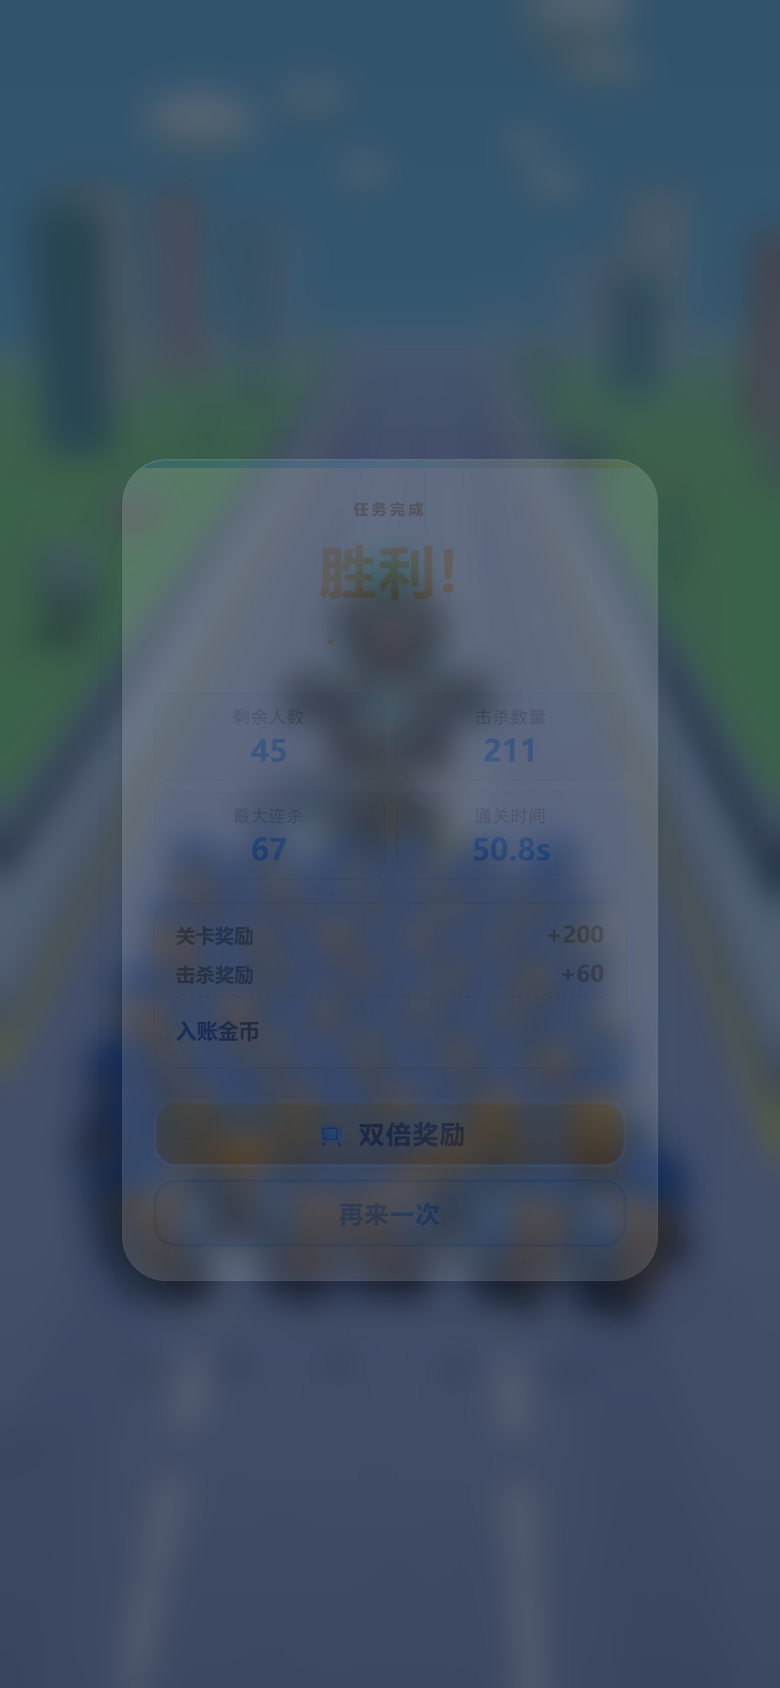 任务完成
胜利!
剩余人数
45
击杀数量
211
最大连杀
67
通关时间
50.8s
关卡奖励 +200
击杀奖励 +60
入账金币
双倍奖励
再来一次